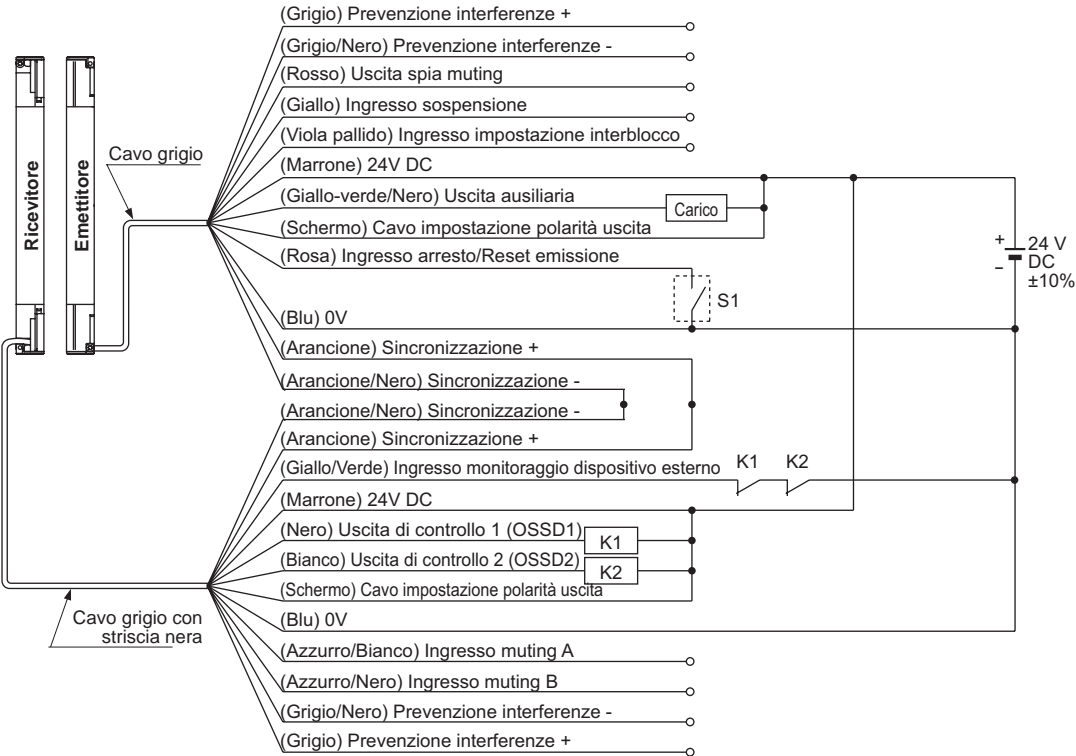 (Grigio) Prevenzione interferenze +
(Grigio/Nero) Prevenzione interferenze -
(Rosso) Uscita spia muting
(Giallo) Ingresso sospensione
(Viola pallido) Ingresso impostazione interblocco
Cavo grigio
(Marrone) 24V DC
Ricevitore
Emettitore
(Giallo-verde/Nero) Uscita ausiliaria
Carico
(Schermo) Cavo impostazione polarità uscita
(Rosa) Ingresso arresto/Reset emissione
+
-
24 V
DC
±10%
S1
(Blu) 0V
(Arancione) Sincronizzazione +
(Arancione/Nero) Sincronizzazione -
(Arancione/Nero) Sincronizzazione -
(Arancione) Sincronizzazione +
(Giallo/Verde) Ingresso monitoraggio dispositivo esterno
K1
K2
(Marrone) 24V DC
(Nero) Uscita di controllo 1 (OSSD1)
K1
(Bianco) Uscita di controllo 2 (OSSD2)
K2
(Schermo) Cavo impostazione polarità uscita
Cavo grigio con
striscia nera
(Blu) 0V
(Azzurro/Bianco) Ingresso muting A
(Azzurro/Nero) Ingresso muting B
(Grigio/Nero) Prevenzione interferenze -
(Grigio) Prevenzione interferenze +